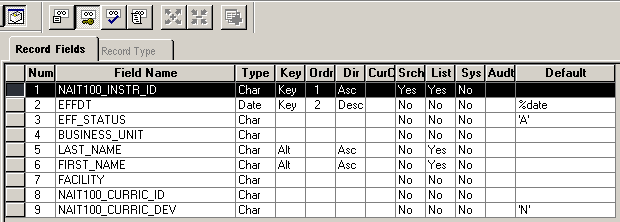 Record Fields Record Type
Num Field Name Type Key Ordr Dir CurC Srch List Sys Audt Default
1 NAIT100_INSTR_ID Char Key 1 Asc Yes Yes No
2 EFFDT Date Key 2 Desc No No No %date
3 EFF_STATUS Char No No No 'A'
4 BUSINESS_UNIT Char No No No
5 LAST_NAME Char Alt Asc No Yes No
6 FIRST_NAME Char Alt Asc No Yes No
7 FACILITY Char No No No
8 NAIT100_CURRIC_ID Char No No No
9 NAIT100_CURRIC_DEV Char No No No 'N'